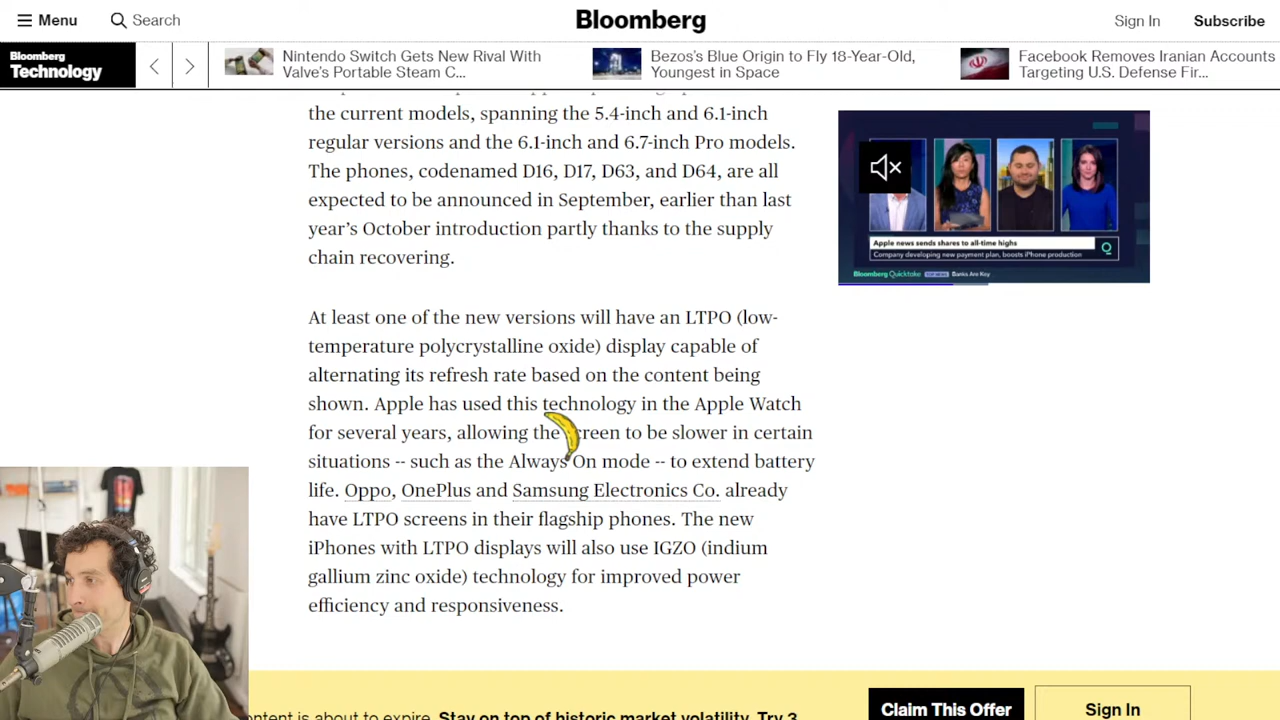 Menu
Search
Bloomberg
Sign In
Subscribe
Bloomberg
Technology
Nintendo Switch Gets New Rival With
Valve's Portable Steam C...
Bezos's Blue Origin to Fly 18-Year-Old,
Youngest in Space
Facebook Removes Iranian Accounts
Targeting U.S. Defense Fir...
the current models, spanning the 5.4-inch and 6.1-inch
regular versions and the 6.1-inch and 6.7-inch Pro models.
The phones, codenamed D16, D17, D63, and D64, are all
expected to be announced in September, earlier than last
year's October introduction partly thanks to the supply
chain recovering.
At least one of the new versions will have an LTPO (low-
temperature polycrystalline oxide) display capable of
alternating its refresh rate based on the content being
shown. Apple has used this technology in the Apple Watch
for several years, allowing the screen to be slower in certain
situations -- such as the Always On mode -- to extend battery
life. Oppo, OnePlus and Samsung Electronics Co. already
have LTPO screens in their flagship phones. The new
iPhones with LTPO displays will also use IGZO (indium
gallium zinc oxide) technology for improved power
efficiency and responsiveness.
Apple news sends shares to all-time highs
Company developing new payment plan, boosts iPhone production
Bloomberg Quicktake
Banks Are Key
ontent is about to expire. Stay on top of historic market volatility. Try 3
Claim This Offer
Sign In